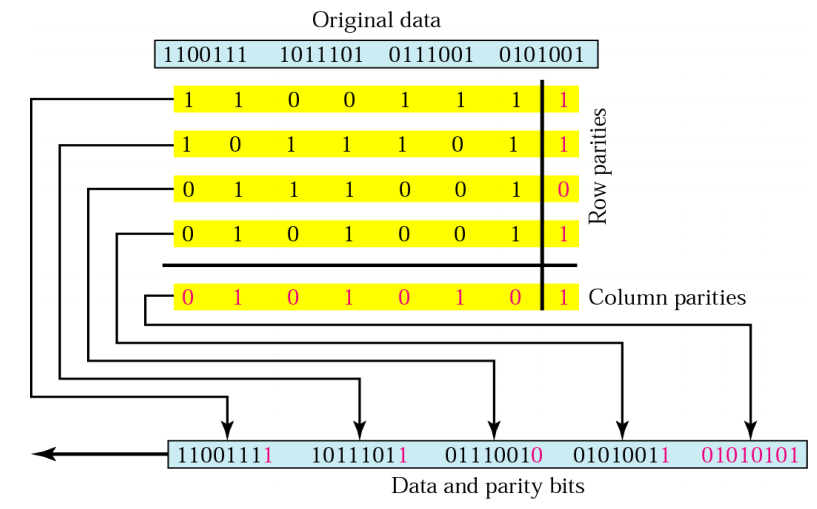 Original data
1100111 1011101 0111001 0101001
1 1 0 0 1 1 1 1
1 0 1 1 1 0 1 1
0 1 1 1 0 0 1 0
0 1 0 1 0 0 1 1
Row parities
0 1 0 1 0 1 0 1 Column parities
11001111 10111011 01110010 01010011 01010101
Data and parity bits